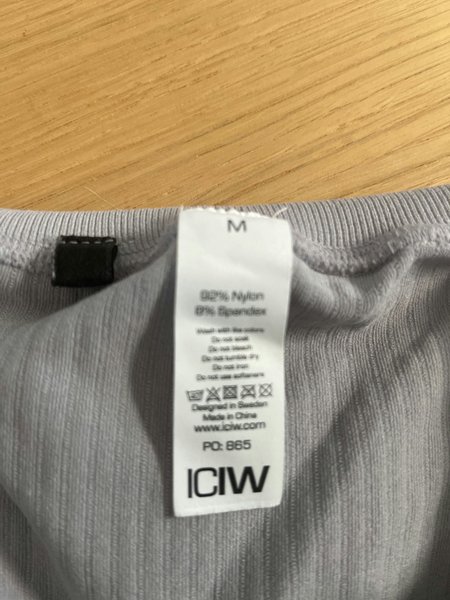 M
92% Nylon
8% Spandex
Wash with like colors
Do not soak
Do not bleach
Do not tumble dry
Do not iron
Do not use softeners
Designed in Sweden
Made in China
www.iciw.com
PO: 865
ICIW